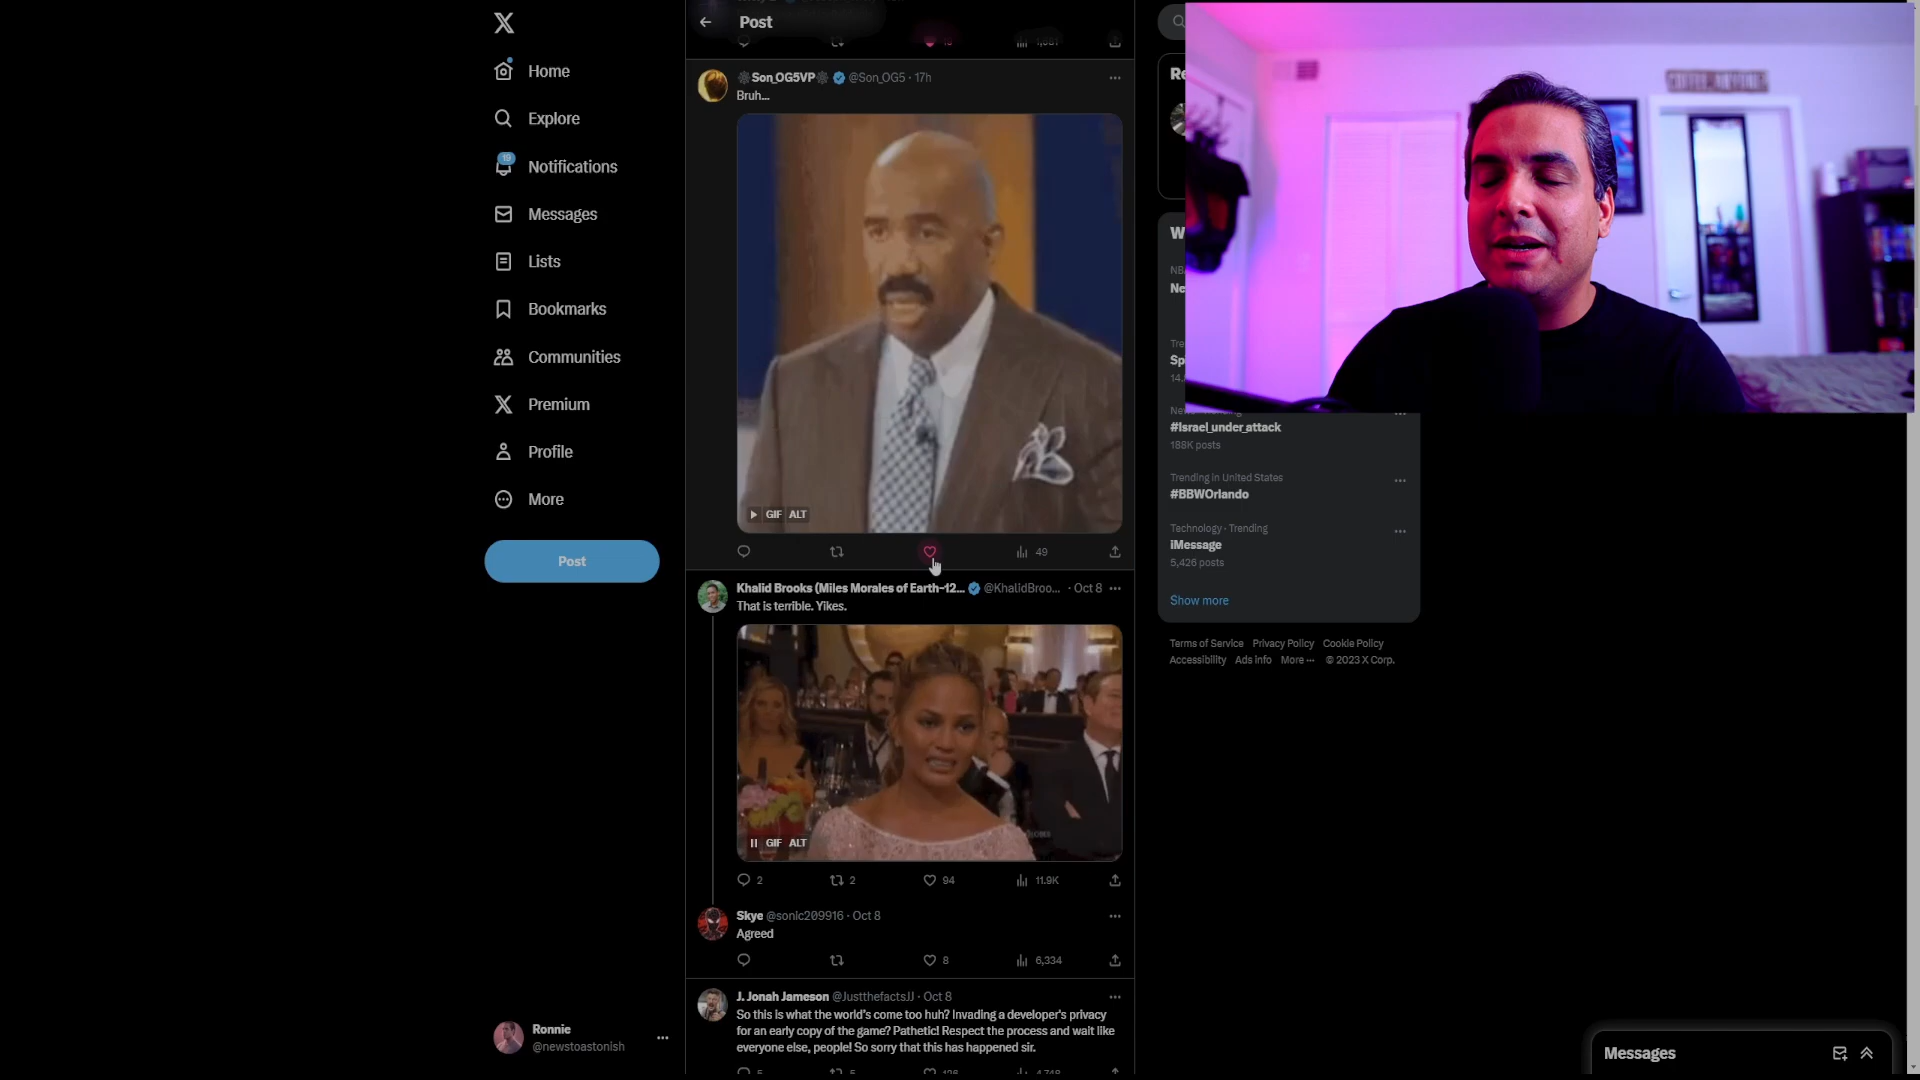 Post
Home
Explore
19
Notifications
Messages
Lists
Bookmarks
Communities
Premium
Profile
More
Post
Ronnie
@newstoastonish
Son_OG5VP @Son_OG5 · 17h
Bruh...
GIF ALT
49
Khalid Brooks (Miles Morales of Earth-12... @KhalidBroo... · Oct 8
That is terrible. Yikes.
GIF ALT
2 2 94 11.9K
Skye @sonic209916 · Oct 8
Agreed
8 6,334
J. Jonah Jameson @JustthefactsJJ · Oct 8
So this is what the world's come too huh? Invading a developer's privacy
for an early copy of the game? Pathetic! Respect the process and wait like
everyone else, people! So sorry that this has happened sir.
#Israel_under_attack
188K posts
Trending in United States
#BBWOrlando
Technology · Trending
iMessage
5,426 posts
Show more
Terms of Service Privacy Policy Cookie Policy
Accessibility Ads info More ··· © 2023 X Corp.
Messages